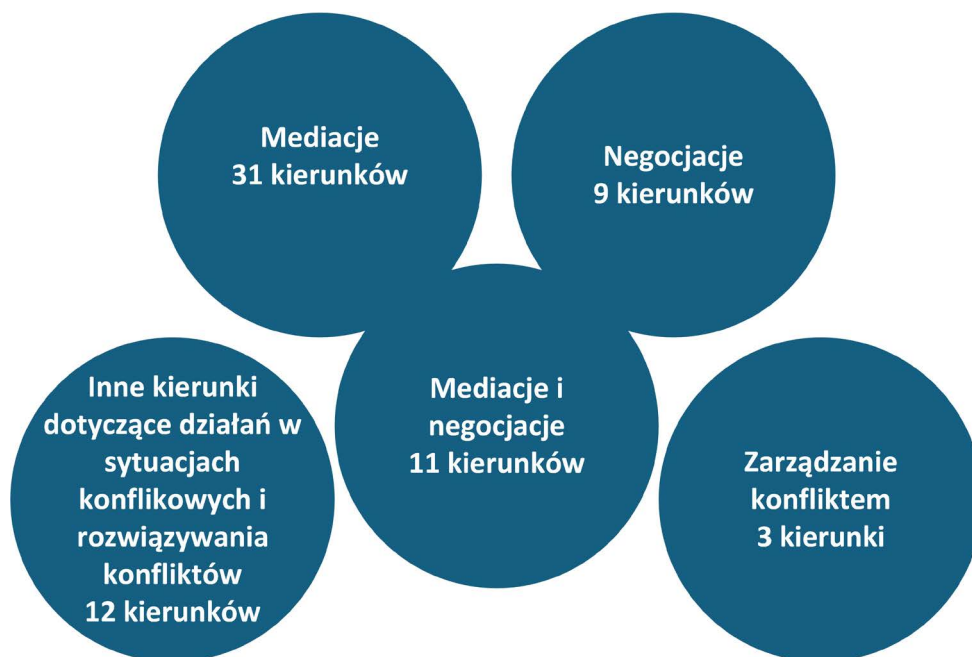 Mediacje
31 kierunków
Negocjacje
9 kierunków
Mediacje i
negocjacje
11 kierunków
Inne kierunki
dotyczące działań w
sytuacjach
konflikowych i
rozwiązywania
konfliktów
12 kierunków
Zarządzanie
konfliktem
3 kierunki